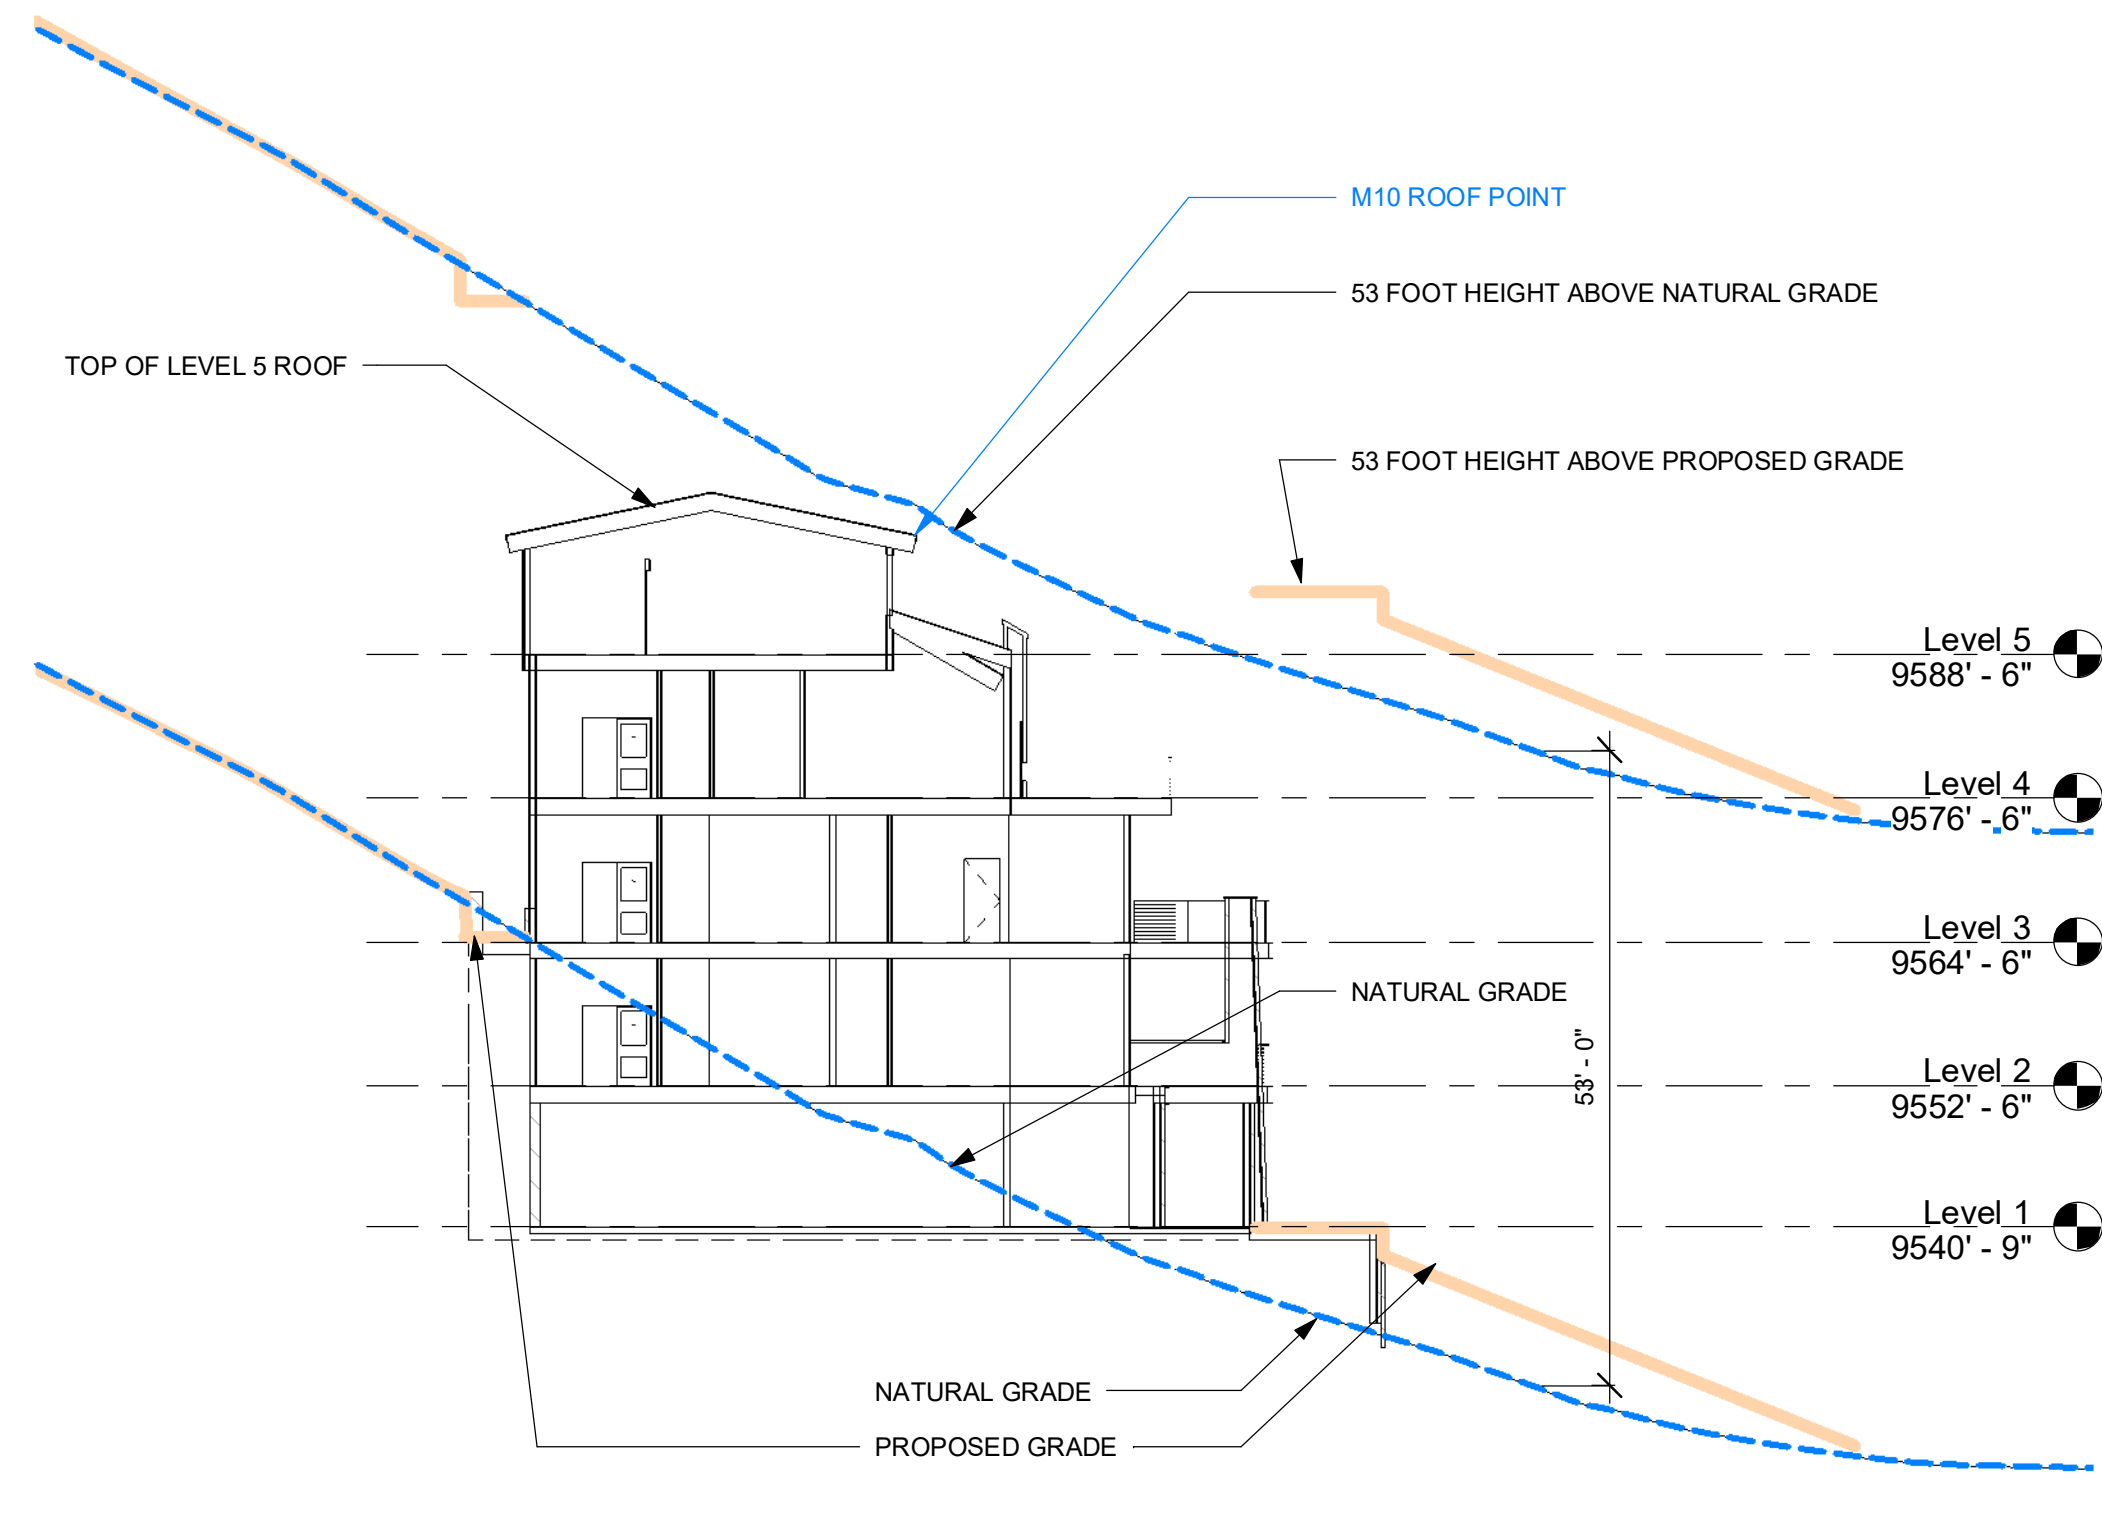 M10 ROOF POINT
53 FOOT HEIGHT ABOVE NATURAL GRADE
TOP OF LEVEL 5 ROOF
53 FOOT HEIGHT ABOVE PROPOSED GRADE
Level 5
9588' - 6"
Level 4
9576' - 6"
Level 3
9564' - 6"
NATURAL GRADE
53' - 0"
Level 2
9552' - 6"
Level 1
9540' - 9"
NATURAL GRADE
PROPOSED GRADE